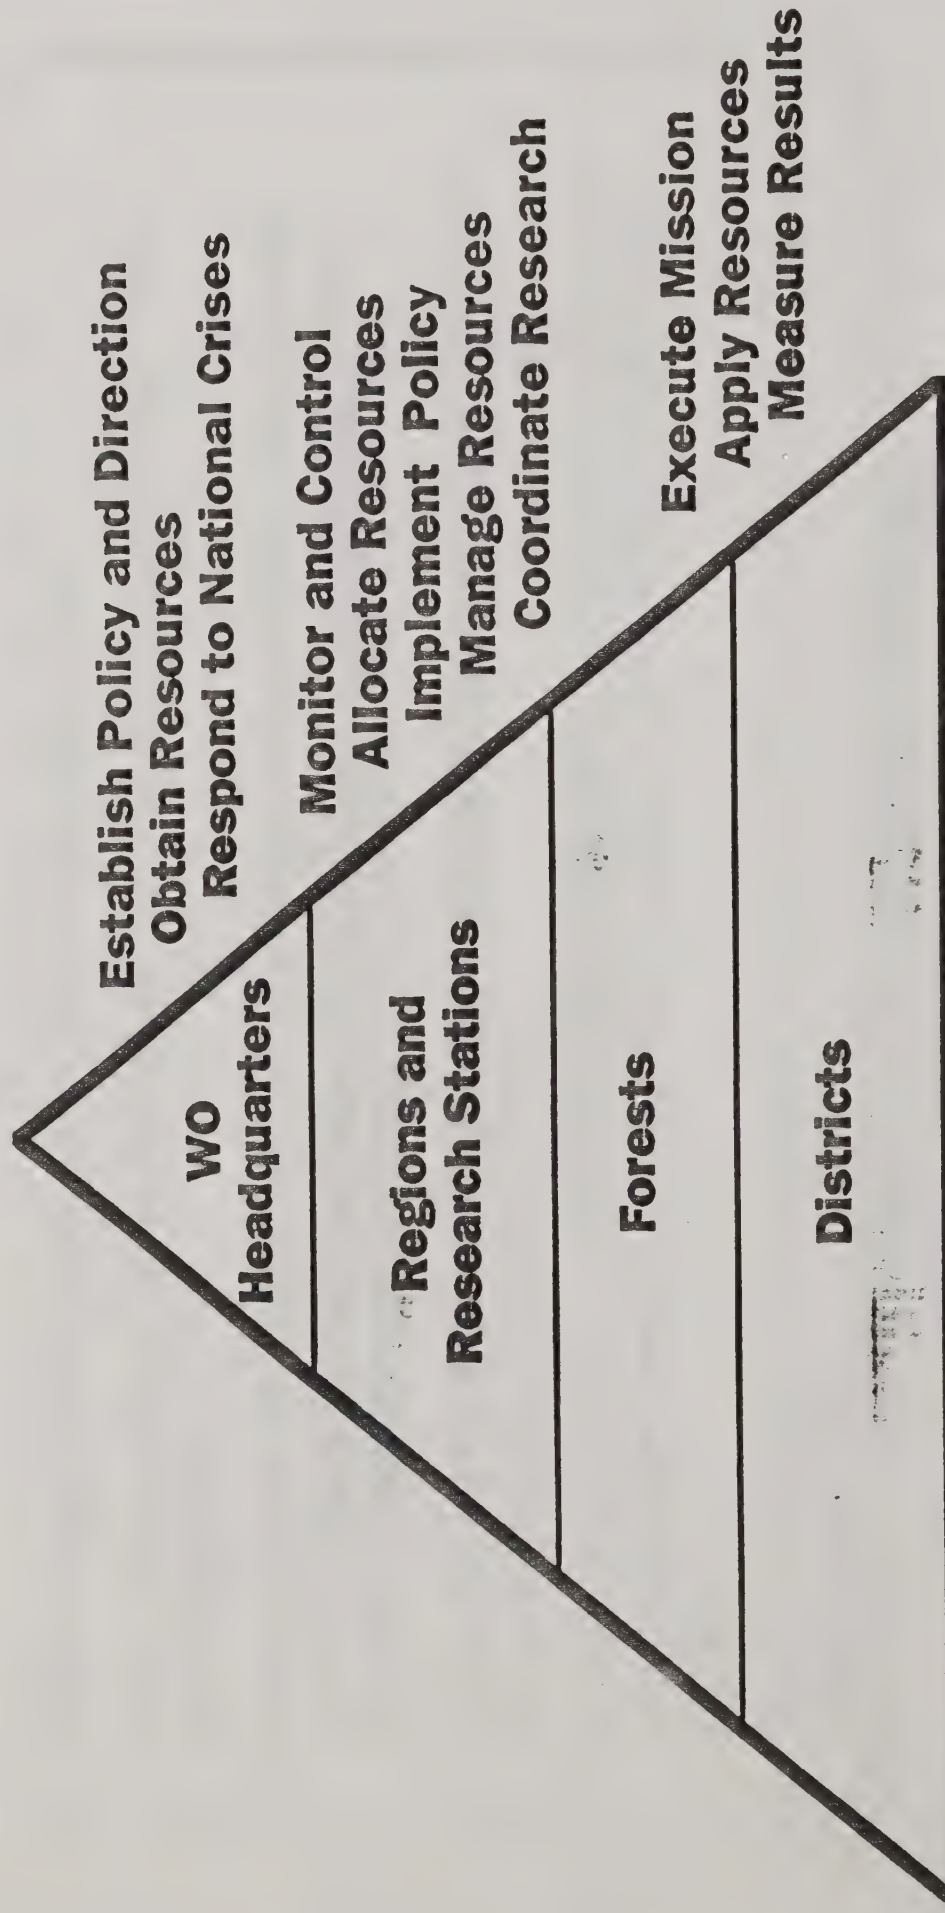 Establish Policy and Direction
Obtain Resources
Respond to National Crises
WO
Headquarters
Monitor and Control
Allocate Resources
Implement Policy
Manage Resources
Coordinate Research
Regions and
Research Stations
Forests
Execute Mission
Apply Resources
Measure Results
Districts